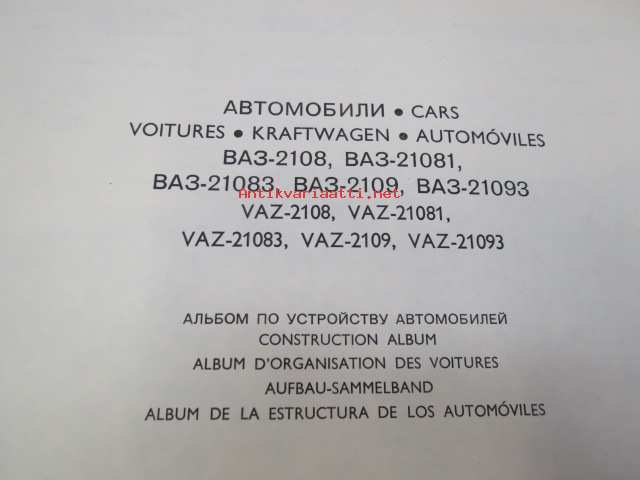 АВТОМОБИЛИ • CARS
VOITURES • KRAFTWAGEN • AUTOMÓVILES
ВАЗ-2108, ВАЗ-21081,
ВАЗ-21083, ВАЗ-2109, ВАЗ-21093
Antikvariaatti.net
VAZ-2108, VAZ-21081,
VAZ-21083, VAZ-2109, VAZ-21093
АЛЬБОМ ПО УСТРОЙСТВУ АВТОМОБИЛЕЙ
CONSTRUCTION ALBUM
ALBUM D'ORGANISATION DES VOITURES
AUFBAU-SAMMELBAND
ALBUM DE LA ESTRUCTURA DE LOS AUTOMÓVILES